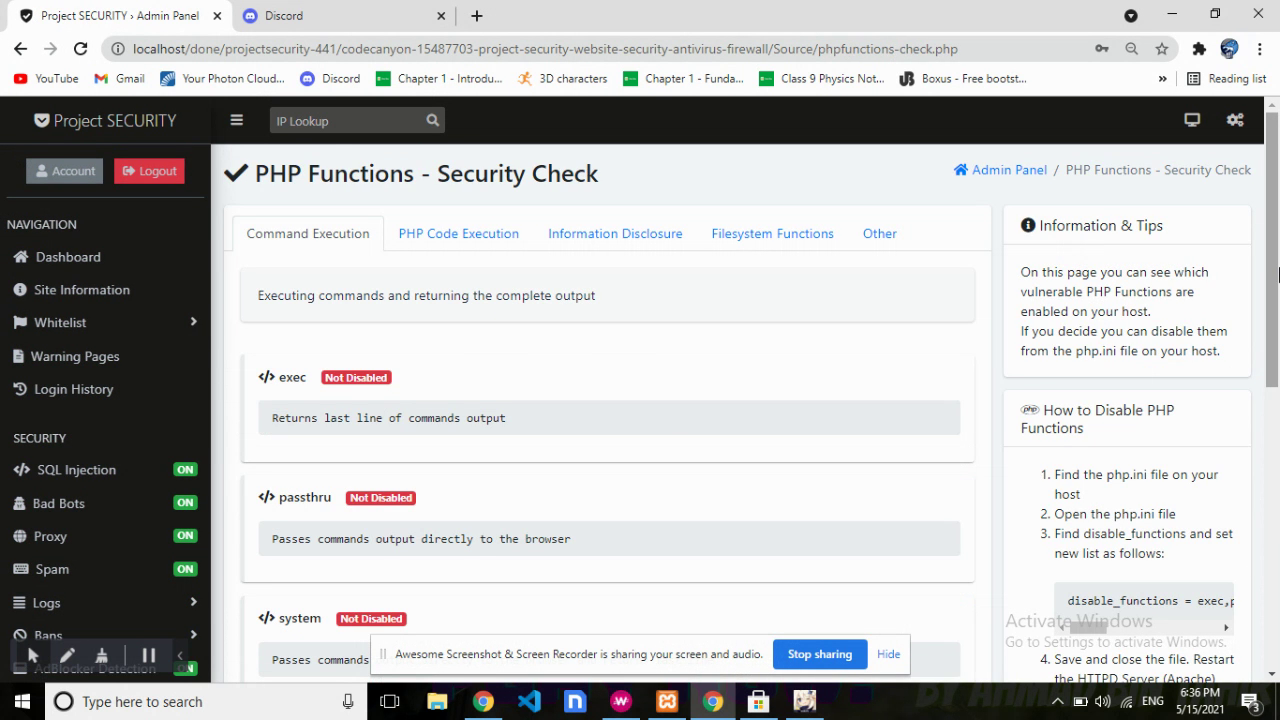 Project SECURITY › Admin Panel
Discord
localhost/done/projectsecurity-441/codecanyon-15487703-project-security-website-security-antivirus-firewall/Source/phpfunctions-check.php
YouTube
Gmail
Your Photon Cloud...
Discord
Chapter 1 - Introdu...
3D characters
Chapter 1 - Funda...
Class 9 Physics Not...
Boxus - Free bootst...
»
Reading list
Project SECURITY
IP Lookup
Account
Logout
PHP Functions - Security Check
Admin Panel / PHP Functions - Security Check
NAVIGATION
Dashboard
Site Information
Whitelist
Warning Pages
Login History
SECURITY
SQL Injection ON
Bad Bots ON
Proxy ON
Spam ON
Logs
Bans
AdBlocker Detection ON
Command Execution
PHP Code Execution
Information Disclosure
Filesystem Functions
Other
Executing commands and returning the complete output
exec Not Disabled
Returns last line of commands output
passthru Not Disabled
Passes commands output directly to the browser
system Not Disabled
Passes commands
Information & Tips
On this page you can see which
vulnerable PHP Functions are
enabled on your host.
If you decide you can disable them
from the php.ini file on your host.
How to Disable PHP
Functions
1. Find the php.ini file on your
host
2. Open the php.ini file
3. Find disable_functions and set
new list as follows:
disable_functions = exec,p
4. Save and close the file. Restart
the HTTPD Server (Apache)
Activate Windows
Go to Settings to activate Windows.
Awesome Screenshot & Screen Recorder is sharing your screen and audio.
Stop sharing
Hide
Type here to search
ENG
6:36 PM
5/15/2021
3